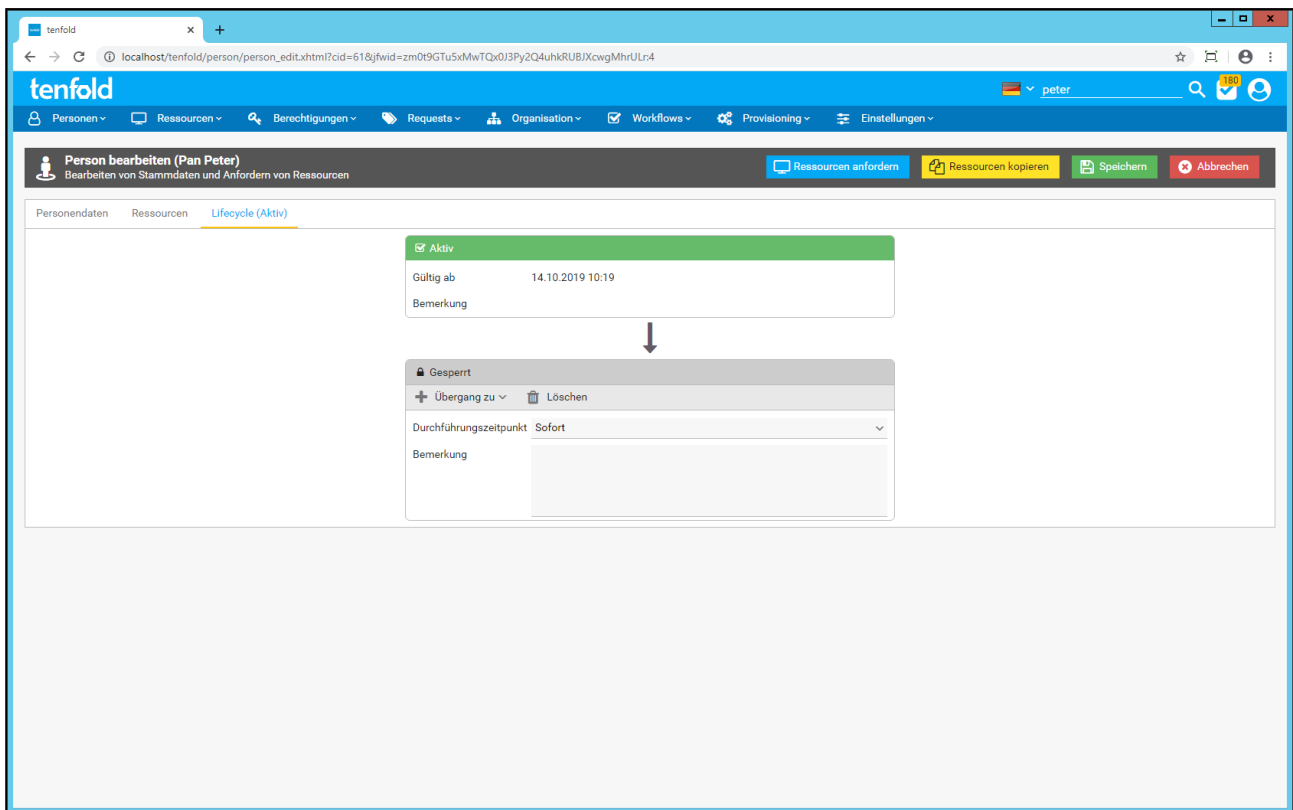 tenfold
localhost/tenfold/person/person_edit.xhtml?cid=61&jfwid=zm0t9GTu5xMwTQx0J3Py2Q4uhkRUBJXcwgMhrULr:4
tenfold peter 180
Personen Ressourcen Berechtigungen Requests Organisation Workflows Provisioning Einstellungen
Person bearbeiten (Pan Peter)
Bearbeiten von Stammdaten und Anfordern von Ressourcen
Ressourcen anfordern Ressourcen kopieren Speichern Abbrechen
Personendaten Ressourcen Lifecycle (Aktiv)
Aktiv
Gültig ab 14.10.2019 10:19
Bemerkung
Gesperrt
Übergang zu Löschen
Durchführungszeitpunkt Sofort
Bemerkung